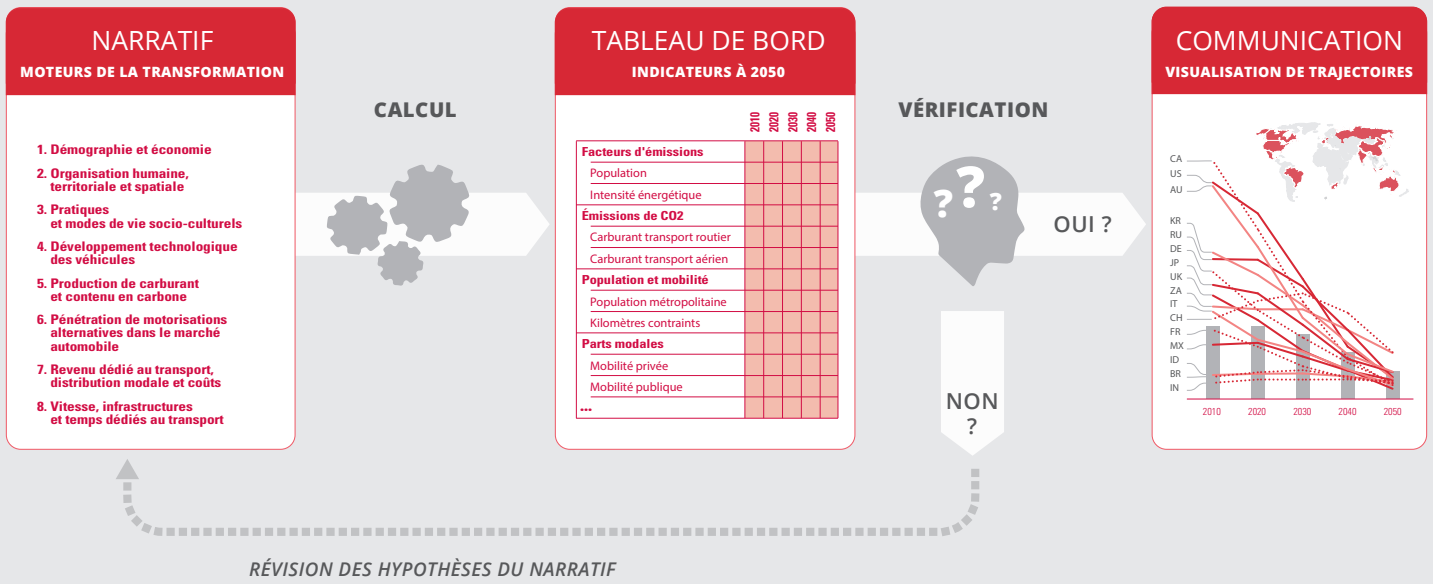 NARRATIF
MOTEURS DE LA TRANSFORMATION
1. Démographie et économie
2. Organisation humaine,
territoriale et spatiale
3. Pratiques
et modes de vie socio-culturels
4. Développement technologique
des véhicules
5. Production de carburant
et contenu en carbone
6. Pénétration de motorisations
alternatives dans le marché
automobile
7. Revenu dédié au transport,
distribution modale et coûts
8. Vitesse, infrastructures
et temps dédiés au transport
CALCUL
TABLEAU DE BORD
INDICATEURS À 2050
2010 2020 2030 2040 2050
Facteurs d'émissions
Population
Intensité énergétique
Émissions de CO2
Carburant transport routier
Carburant transport aérien
Population et mobilité
Population métropolitaine
Kilomètres contraints
Parts modales
Mobilité privée
Mobilité publique
...
VÉRIFICATION
? ? ?
OUI ?
NON
?
COMMUNICATION
VISUALISATION DE TRAJECTOIRES
CA
US
AU
KR
RU
DE
JP
UK
ZA
IT
CH
FR
MX
ID
BR
IN
2010 2020 2030 2040 2050
RÉVISION DES HYPOTHÈSES DU NARRATIF